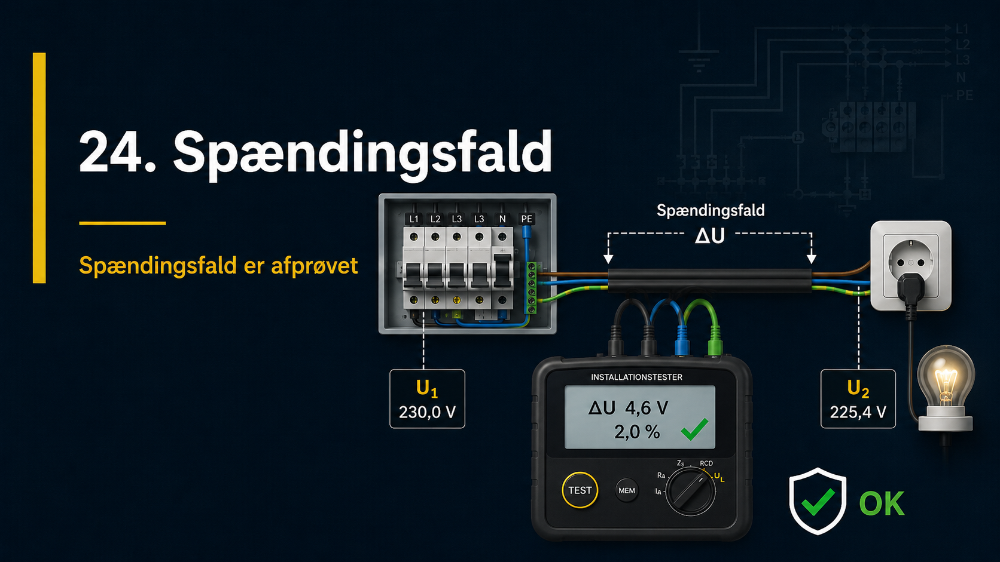 24. Spændingsfald
Spændingsfald er afprøvet
L1 L2 L3 L3 N PE
Spændingsfald
ΔU
L1
L2
L3
N
PE
U₁
230,0 V
U₂
225,4 V
INSTALLATIONSTESTER
ΔU 4,6 V
2,0 %
TEST
MEM
Zs
RCD
Ra
UL
OK